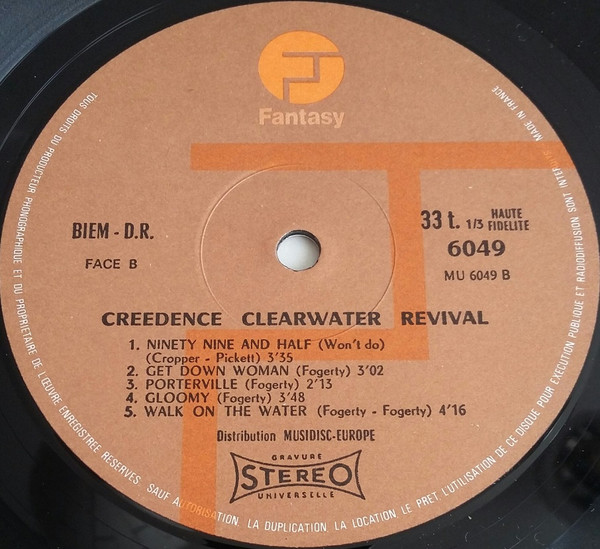 Fantasy
BIEM - D.R.
FACE B
33 t. 1/3 HAUTE FIDELITE
6049
MU 6049 B
CREEDENCE CLEARWATER REVIVAL
1. NINETY NINE AND HALF (Won't do)
(Cropper - Pickett) 3'35
2. GET DOWN WOMAN (Fogerty) 3'02
3. PORTERVILLE (Fogerty) 2'13
4. GLOOMY (Fogerty) 3'48
5. WALK ON THE WATER (Fogerty - Fogerty) 4'16
Distribution MUSIDISC-EUROPE
GRAVURE
STEREO
UNIVERSELLE
TOUS DROITS DU PRODUCTEUR PHONOGRAPHIQUE ET DU PROPRIETAIRE DE L'ŒUVRE ENREGISTREE RESERVES. SAUF AUTORISATION, LA DUPLICATION, LA LOCATION, LE PRET, L'UTILISATION DE CE DISQUE POUR EXECUTION PUBLIQUE ET RADIODIFFUSION SONT MADE IN FRANCE